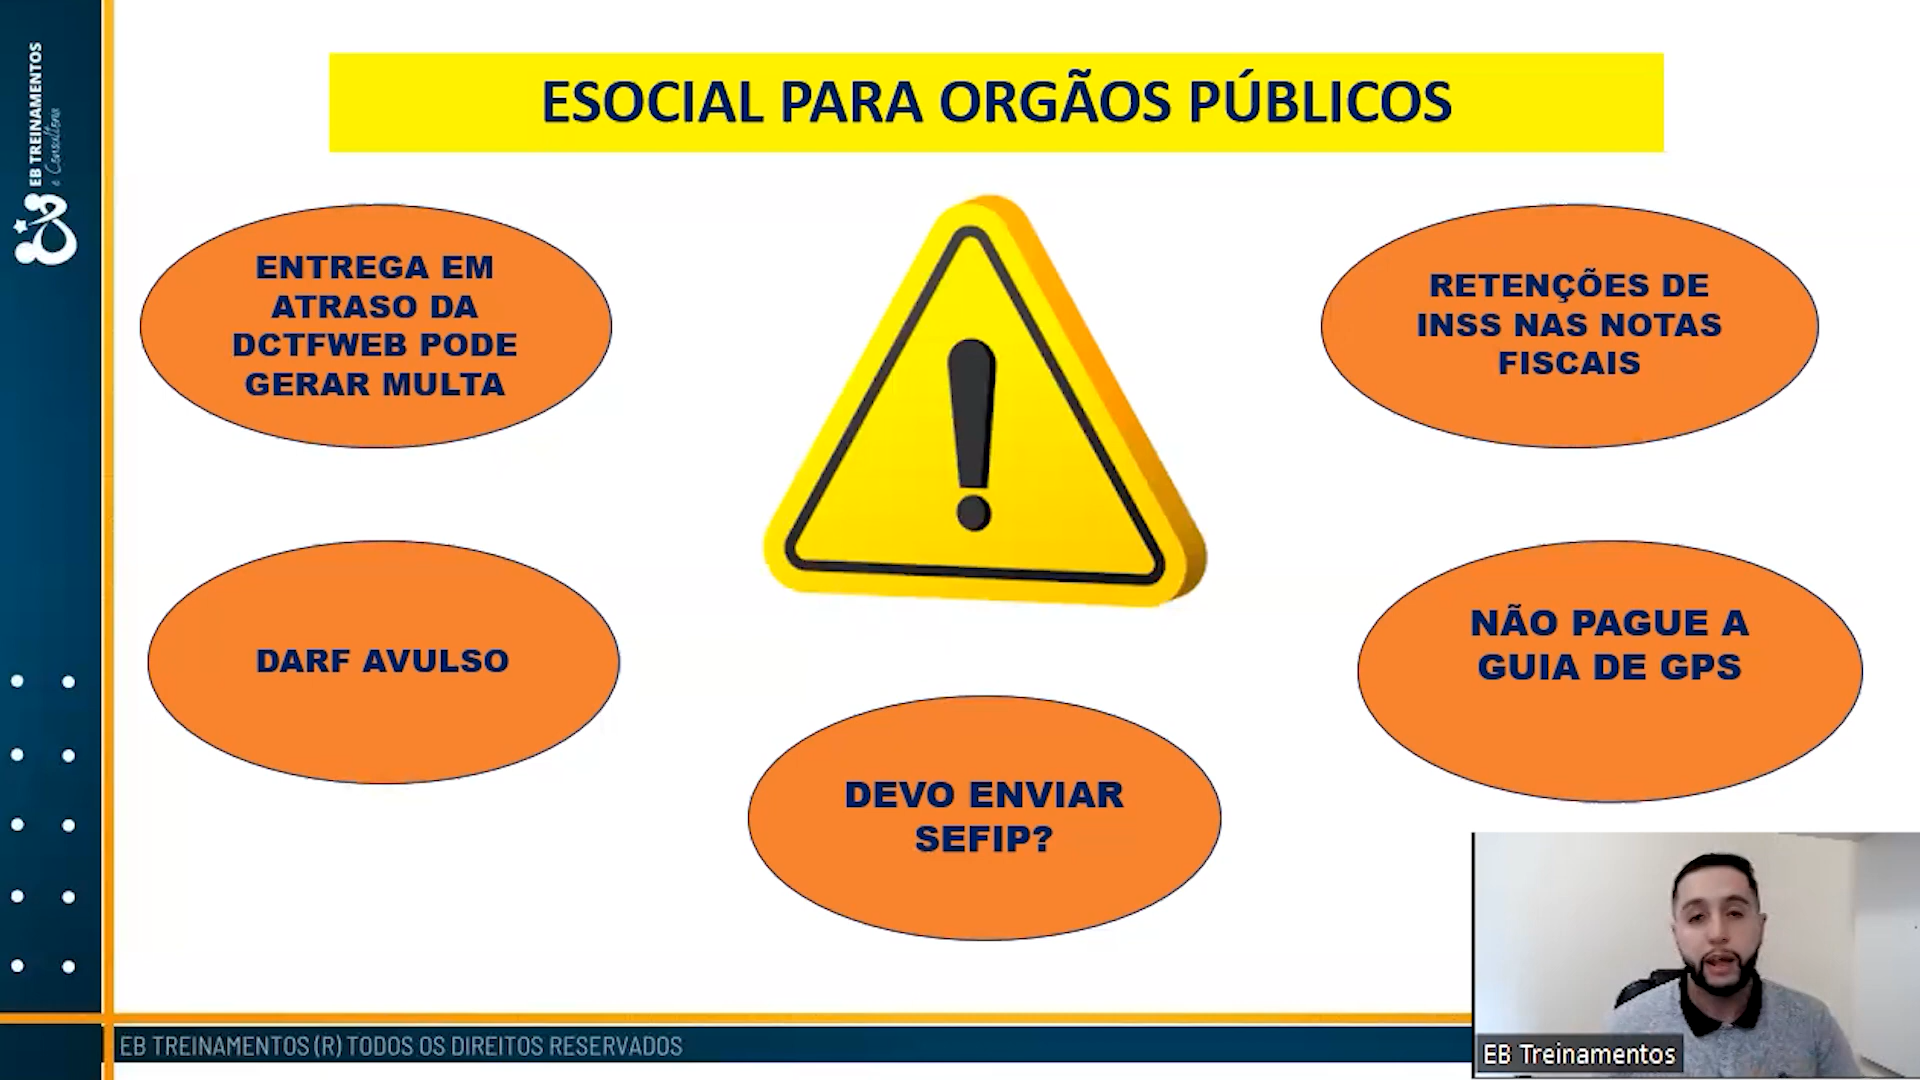 EB TREINAMENTOS
e Consultoria
ESOCIAL PARA ORGÃOS PÚBLICOS
ENTREGA EM
ATRASO DA
DCTFWEB PODE
GERAR MULTA
RETENÇÕES DE
INSS NAS NOTAS
FISCAIS
DARF AVULSO
NÃO PAGUE A
GUIA DE GPS
DEVO ENVIAR
SEFIP?
EB TREINAMENTOS (R) TODOS OS DIREITOS RESERVADOS
EB Treinamentos